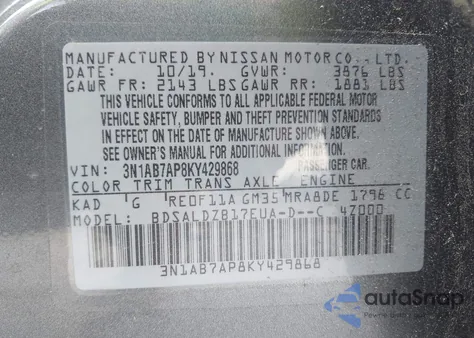 MANUFACTURED BY NISSAN MOTOR CO., LTD.
DATE: 10/19. GVWR: 3876 LBS
GAWR FR: 2143 LBS GAWR RR: 1881 LBS
THIS VEHICLE CONFORMS TO ALL APPLICABLE FEDERAL MOTOR
VEHICLE SAFETY, BUMPER AND THEFT PREVENTION STANDARDS
IN EFFECT ON THE DATE OF MANUFACTURE SHOWN ABOVE.
SEE OWNER'S MANUAL FOR ADDITIONAL INFORMATION.
VIN: 3N1AB7AP8KY429868 PASSENGER CAR
COLOR TRIM TRANS AXLE ENGINE
KAD G RE0F11A GM35 MRA8DE 1796 CC
MODEL: BDSALDZB17EUA-D--C 4Z000
3N1AB7AP8KY429868
autoSnap